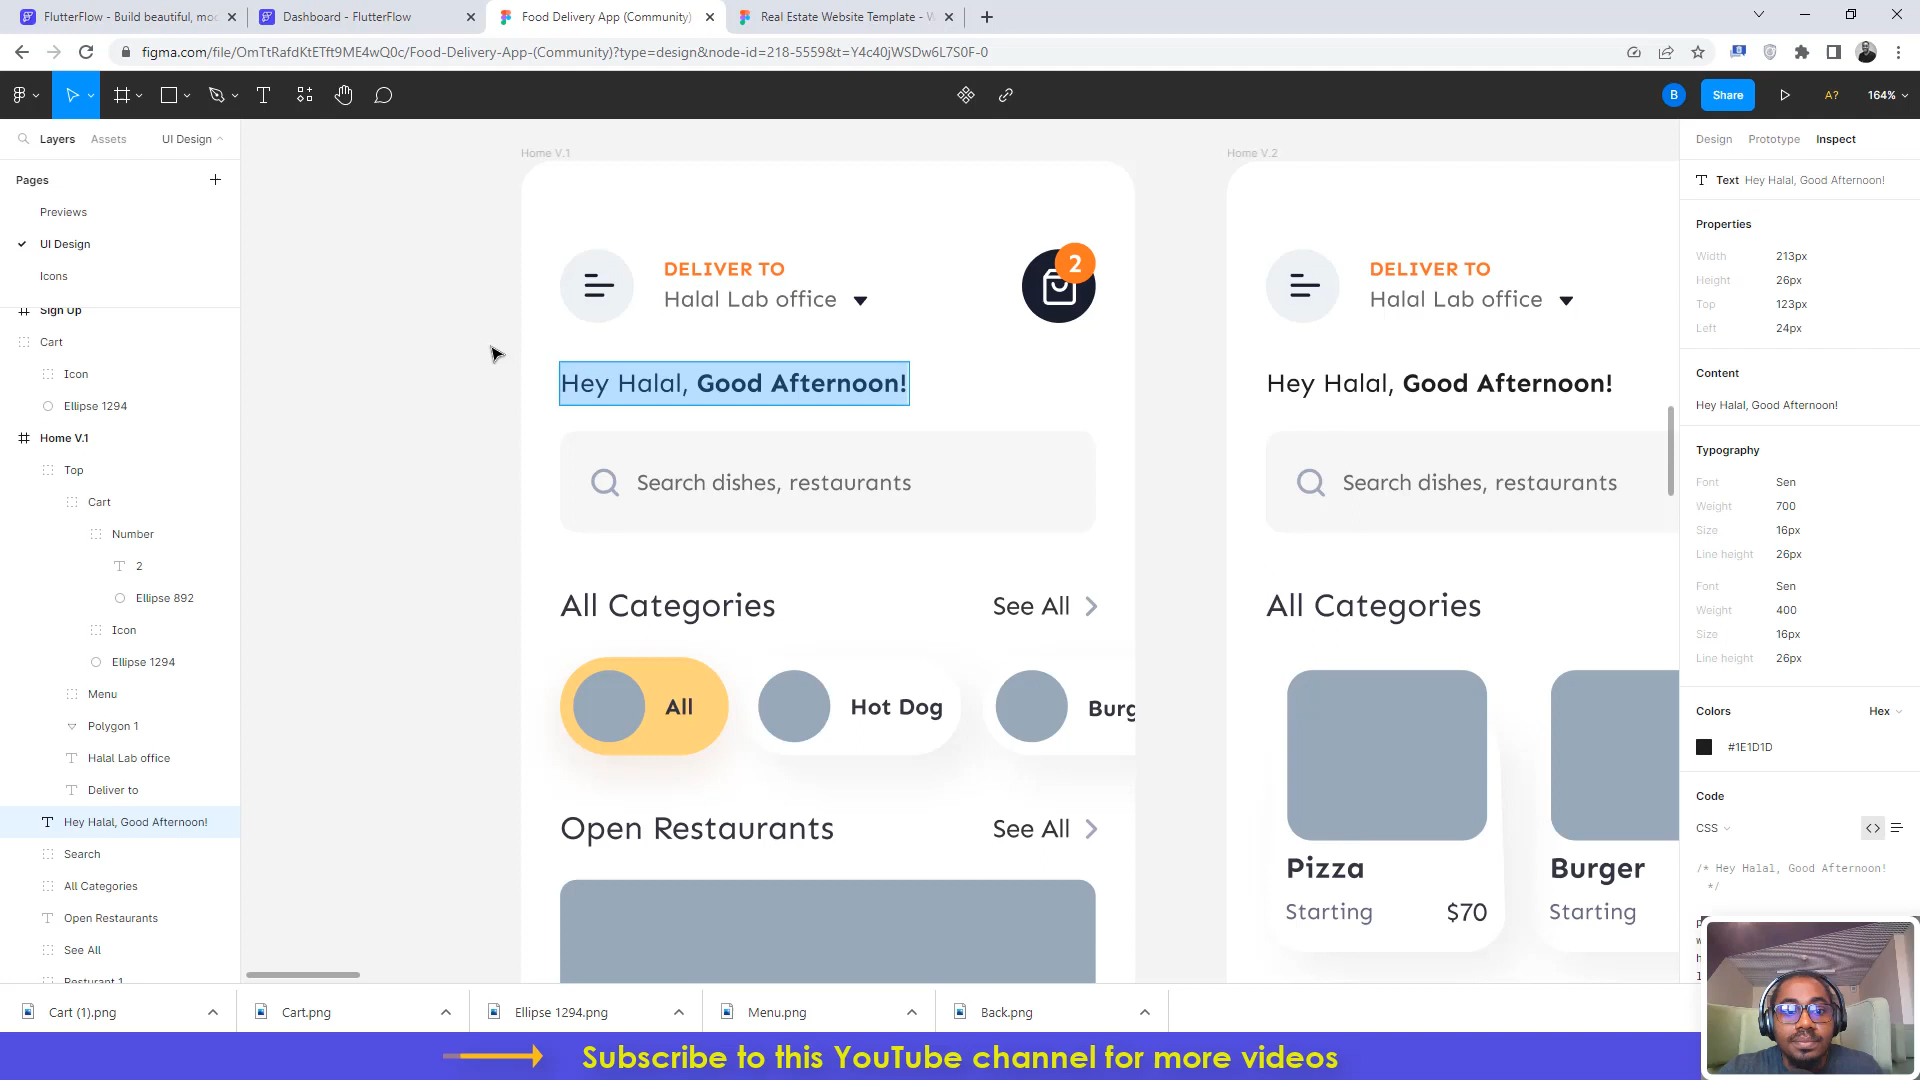 FlutterFlow - Build beautiful, mo
Dashboard - FlutterFlow
Food Delivery App (Community)
Real Estate Website Template - W
figma.com/file/OmTtRafdKtETft9ME4wQ0c/Food-Delivery-App-(Community)?type=design&node-id=218-5559&t=Y4c40jWSDw6L7S0F-0
B
Share
A?
164%
Layers
Assets
UI Design
Pages
Previews
UI Design
Icons
Sign Up
Cart
Icon
Ellipse 1294
Home V.1
Top
Cart
Number
2
Ellipse 892
Icon
Ellipse 1294
Menu
Polygon 1
Halal Lab office
Deliver to
Hey Halal, Good Afternoon!
Search
All Categories
Open Restaurants
See All
Resturant 1
Home V.1
DELIVER TO
Halal Lab office
2
Hey Halal, Good Afternoon!
Search dishes, restaurants
All Categories
See All
All
Hot Dog
Burg
Open Restaurants
See All
Home V.2
DELIVER TO
Halal Lab office
Hey Halal, Good Afternoon!
Search dishes, restaurants
All Categories
Pizza
Starting
$70
Burger
Starting
Design
Prototype
Inspect
Text Hey Halal, Good Afternoon!
Properties
Width 213px
Height 26px
Top 123px
Left 24px
Content
Hey Halal, Good Afternoon!
Typography
Font Sen
Weight 700
Size 16px
Line height 26px
Font Sen
Weight 400
Size 16px
Line height 26px
Colors
Hex
#1E1D1D
Code
CSS
/* Hey Halal, Good Afternoon!
*/
Cart (1).png
Cart.png
Ellipse 1294.png
Menu.png
Back.png
Subscribe to this YouTube channel for more videos